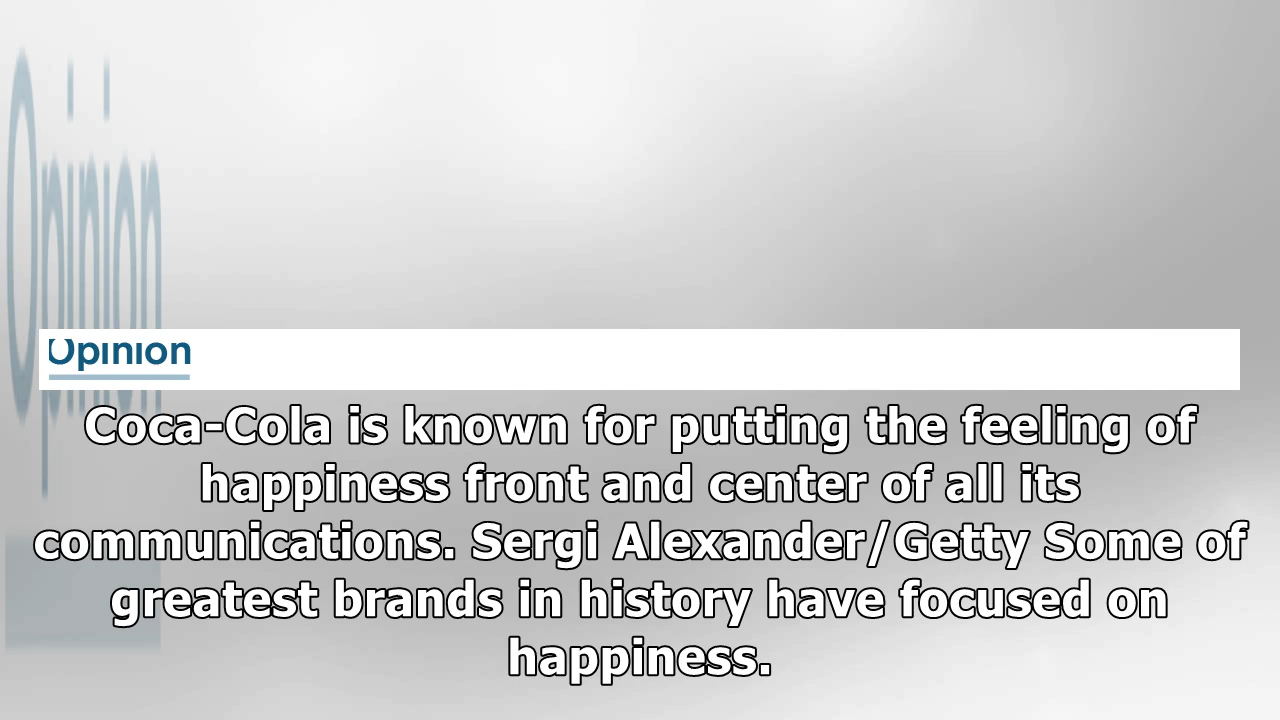 Opinion
Opinion
Coca-Cola is known for putting the feeling of
happiness front and center of all its
communications. Sergi Alexander/Getty Some of
greatest brands in history have focused on
happiness.